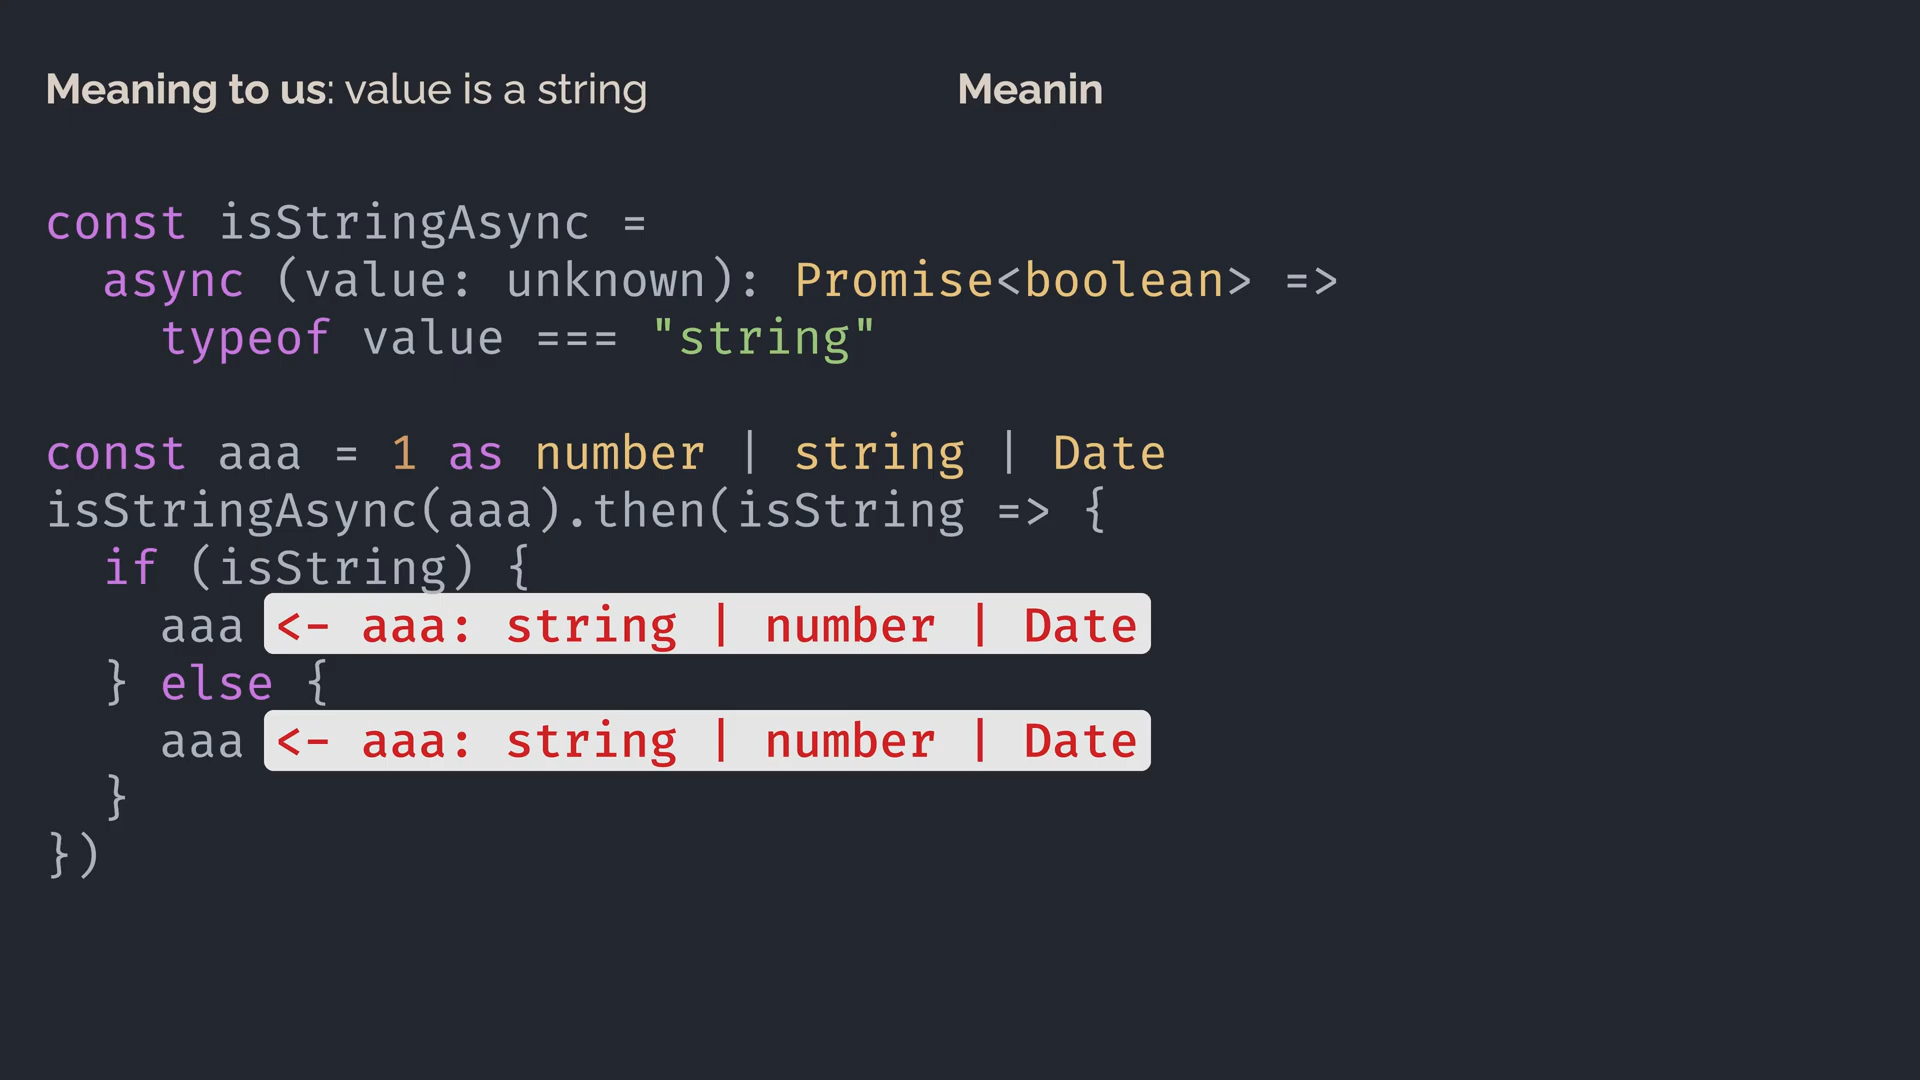 Meaning to us: value is a string
Meanin
const isStringAsync =
async (value: unknown): Promise<boolean> =>
typeof value === "string"
const aaa = 1 as number | string | Date
isStringAsync(aaa).then(isString => {
if (isString) {
aaa <- aaa: string | number | Date
} else {
aaa <- aaa: string | number | Date
}
})